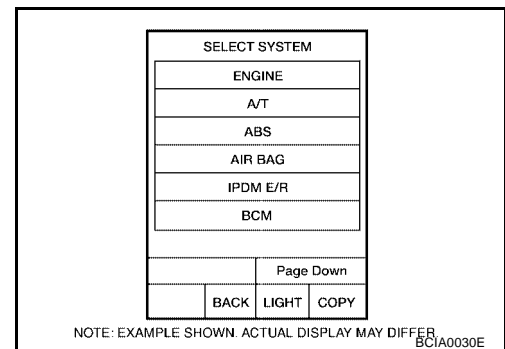 SELECT SYSTEM
ENGINE
A/T
ABS
AIR BAG
IPDM E/R
BCM
Page Down
BACK LIGHT COPY
NOTE: EXAMPLE SHOWN. ACTUAL DISPLAY MAY DIFFER
BCIA0030E